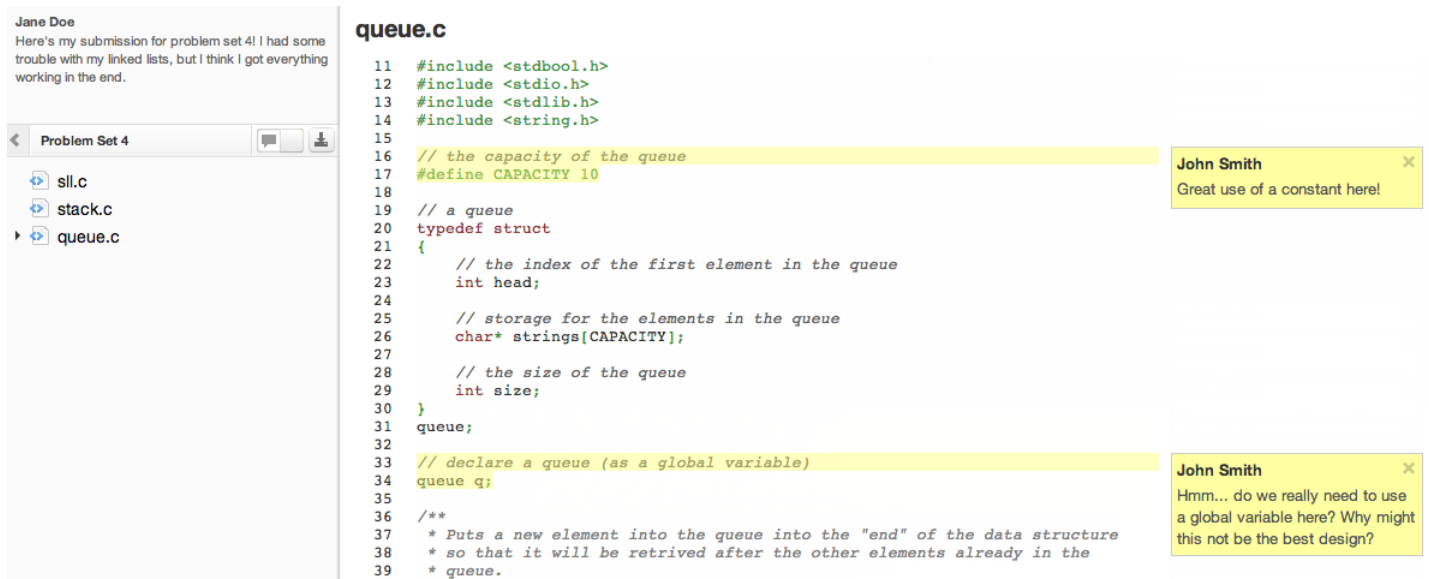 Jane Doe
Here's my submission for problem set 4! I had some
trouble with my linked lists, but I think I got everything
working in the end.
Problem Set 4
sll.c
stack.c
queue.c
queue.c
11 #include <stdbool.h>
12 #include <stdio.h>
13 #include <stdlib.h>
14 #include <string.h>
15
16 // the capacity of the queue
17 #define CAPACITY 10
18
19 // a queue
20 typedef struct
21 {
22     // the index of the first element in the queue
23     int head;
24
25     // storage for the elements in the queue
26     char* strings[CAPACITY];
27
28     // the size of the queue
29     int size;
30 }
31 queue;
32
33 // declare a queue (as a global variable)
34 queue q;
35
36 /**
37  * Puts a new element into the queue into the "end" of the data structure
38  * so that it will be retrived after the other elements already in the
39  * queue.
John Smith
Great use of a constant here!
John Smith
Hmm... do we really need to use
a global variable here? Why might
this not be the best design?